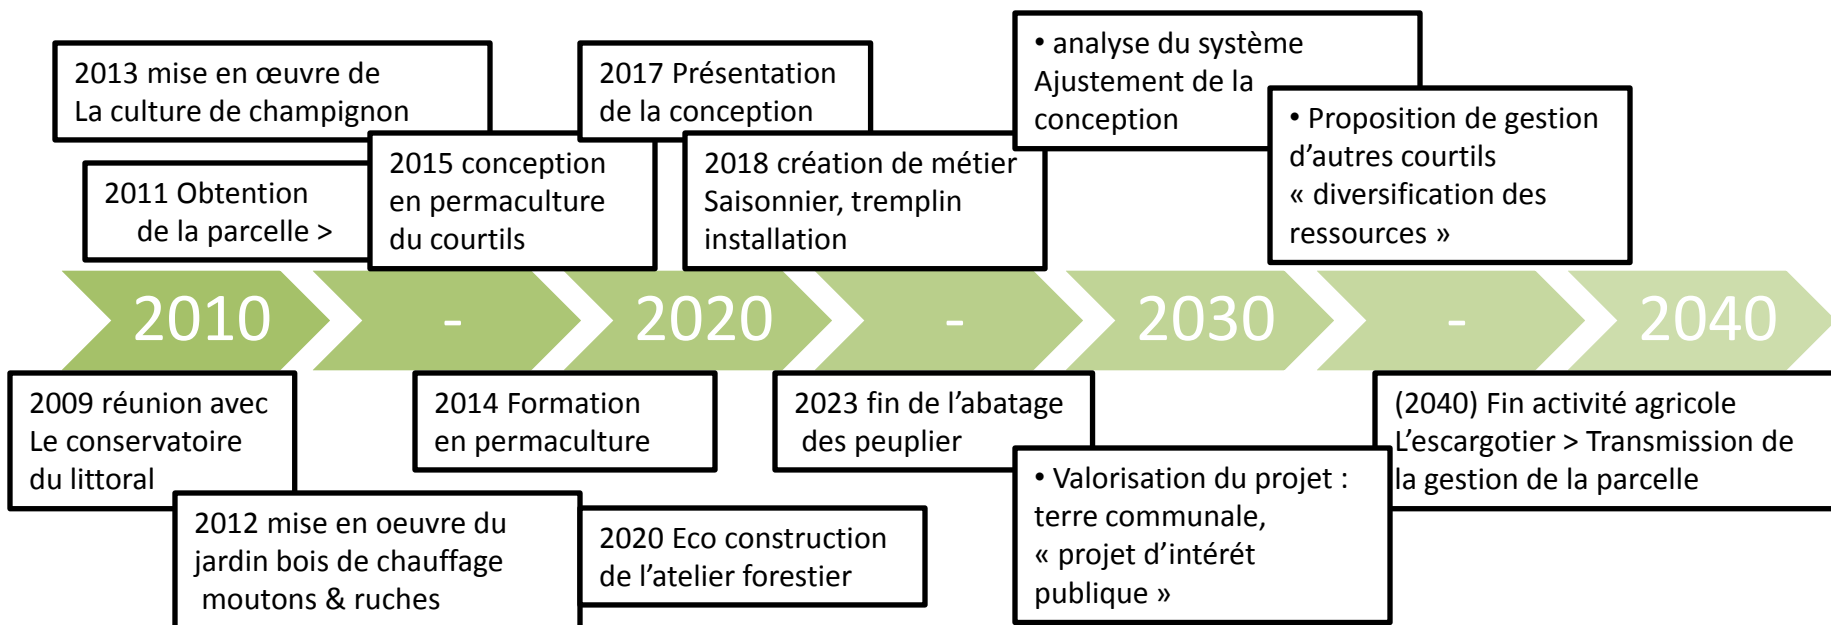 2013 mise en œuvre de
La culture de champignon
2017 Présentation
de la conception
• analyse du système
Ajustement de la
conception
• Proposition de gestion
d’autres courtils
« diversification des
ressources »
2011 Obtention
de la parcelle >
2015 conception
en permaculture
du courtils
2018 création de métier
Saisonnier, tremplin
installation
2010
-
2020
-
2030
-
2040
2009 réunion avec
Le conservatoire
du littoral
2014 Formation
en permaculture
2023 fin de l’abatage
des peuplier
(2040) Fin activité agricole
L’escargotier > Transmission de
la gestion de la parcelle
2012 mise en oeuvre du
jardin bois de chauffage
moutons & ruches
2020 Eco construction
de l’atelier forestier
• Valorisation du projet :
terre communale,
« projet d’intérét
publique »